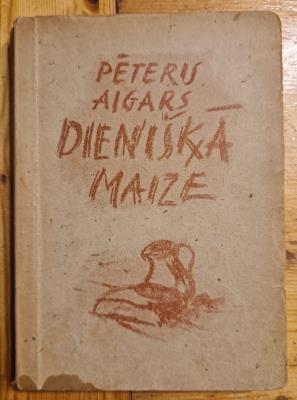 PĒTERIS
AIGARS
DIENIŠĶĀ
MAIZE